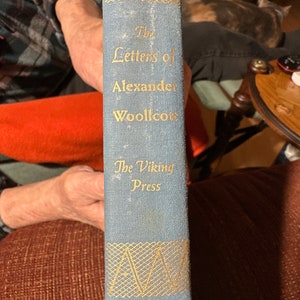 The
Letters of
Alexander
Woollcott
The Viking
Press